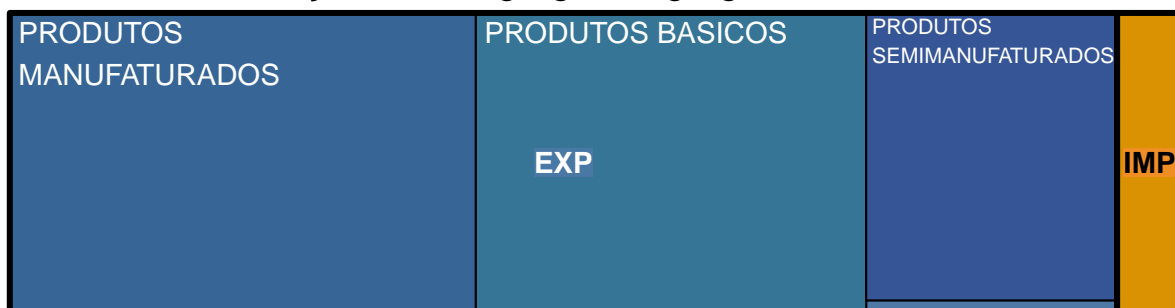 PRODUTOS
MANUFATURADOS
PRODUTOS BASICOS
PRODUTOS
SEMIMANUFATURADOS
EXP
IMP